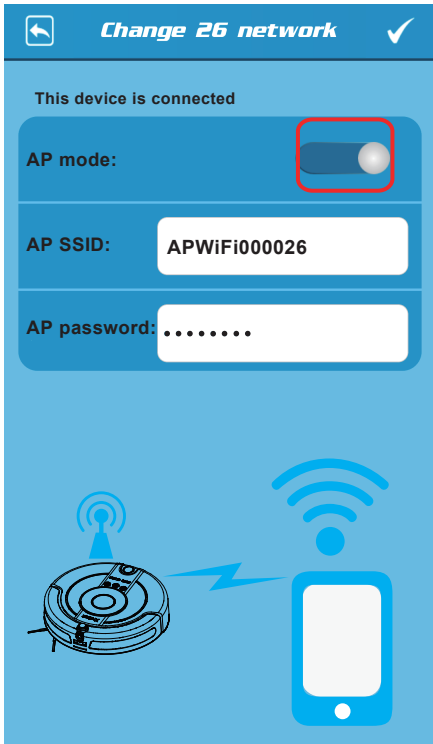 Change 26 network
This device is connected
AP mode:
AP SSID:
APWiFi000026
AP password:
••••••••